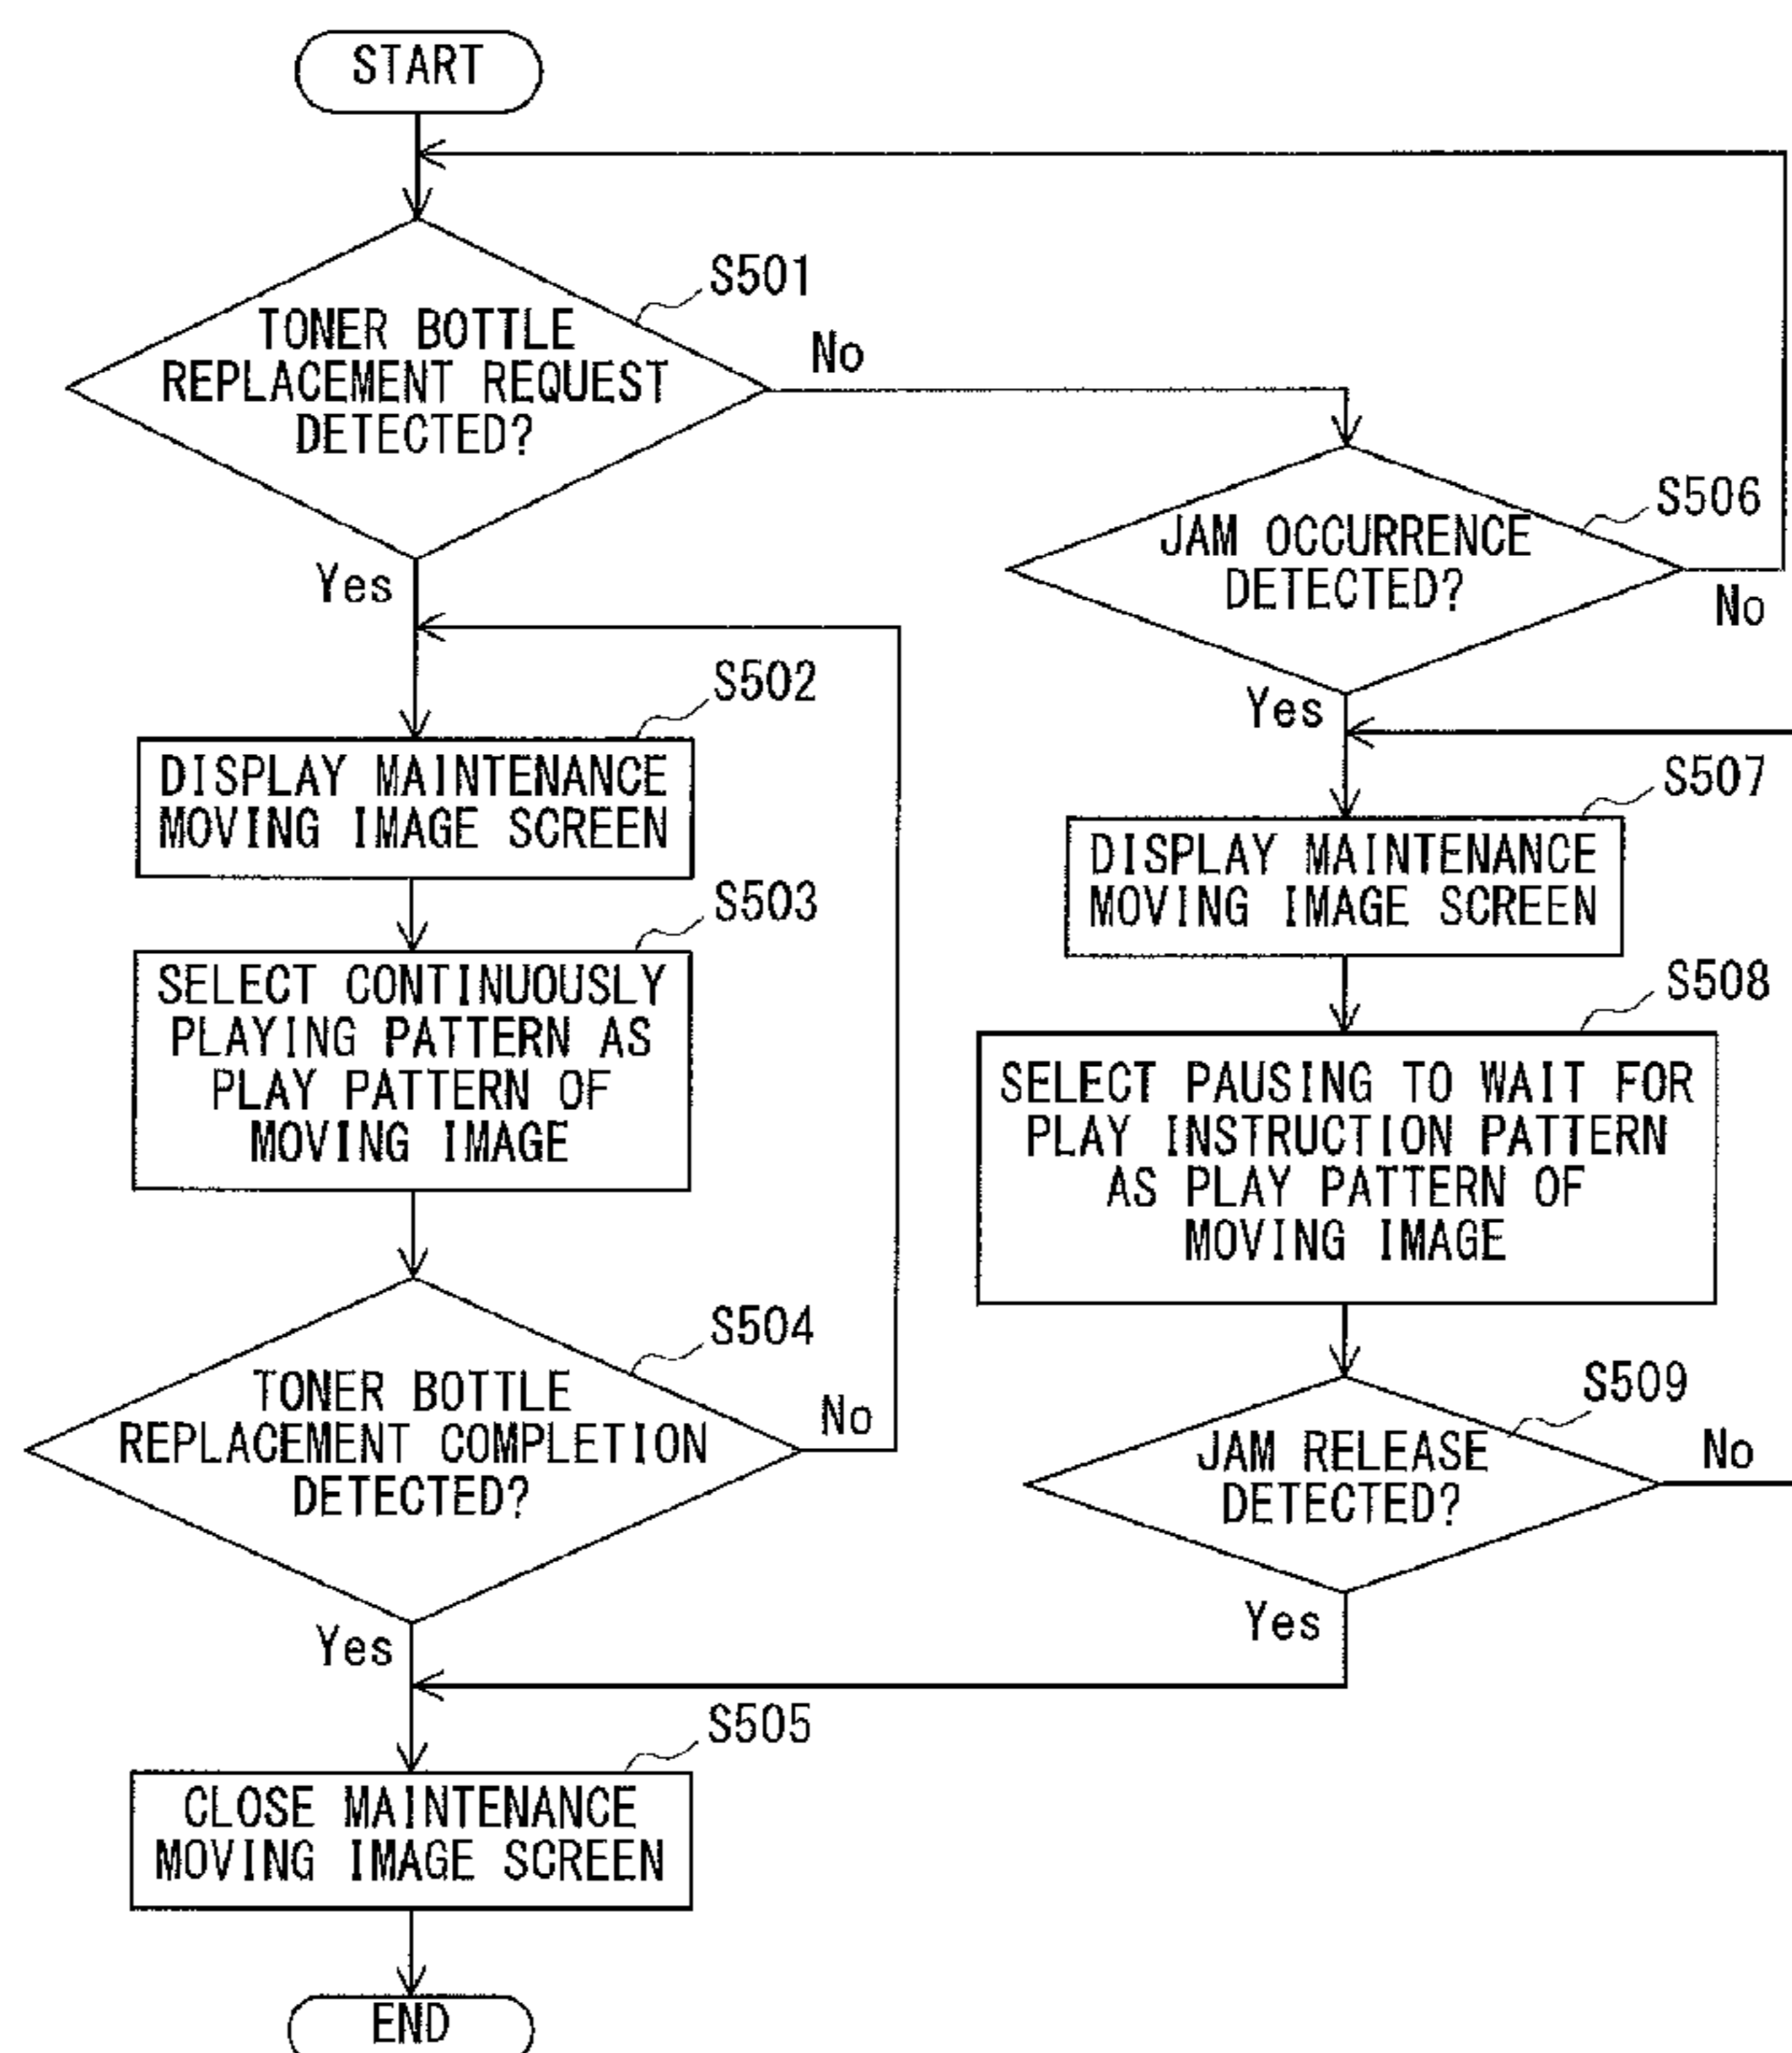 START
S501
TONER BOTTLE
REPLACEMENT REQUEST
DETECTED?
No
Yes
S506
JAM OCCURRENCE
DETECTED?
No
Yes
S502
DISPLAY MAINTENANCE
MOVING IMAGE SCREEN
S507
DISPLAY MAINTENANCE
MOVING IMAGE SCREEN
S503
SELECT CONTINUOUSLY
PLAYING PATTERN AS
PLAY PATTERN OF
MOVING IMAGE
S508
SELECT PAUSING TO WAIT FOR
PLAY INSTRUCTION PATTERN
AS PLAY PATTERN OF
MOVING IMAGE
S504
TONER BOTTLE
REPLACEMENT COMPLETION
DETECTED?
No
Yes
S509
JAM RELEASE
DETECTED?
No
Yes
S505
CLOSE MAINTENANCE
MOVING IMAGE SCREEN
END